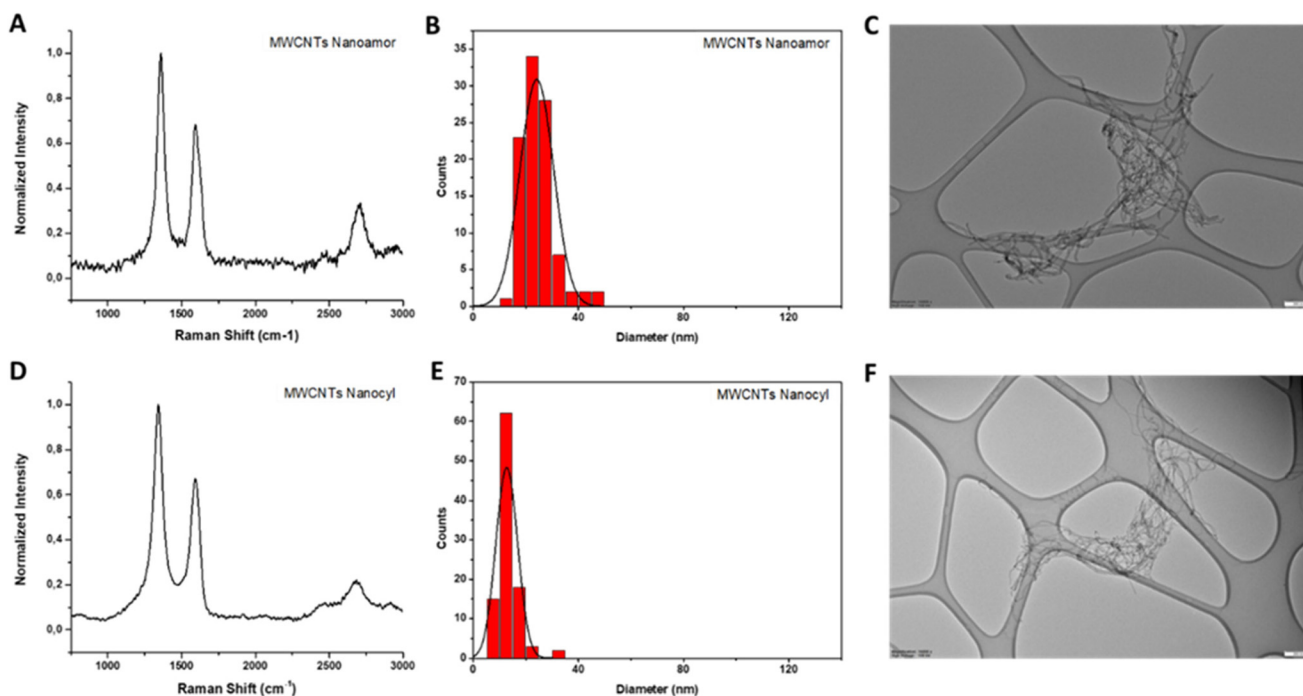 A
MWCNTs Nanoamor
Normalized Intensity
1,0
0,8
0,6
0,4
0,2
0,0
1000 1500 2000 2500 3000
Raman Shift (cm-1)
B
MWCNTs Nanoamor
Counts
35
30
25
20
15
10
5
0
0 40 80 120
Diameter (nm)
C
D
MWCNTs Nanocyl
Normalized Intensity
1,0
0,8
0,6
0,4
0,2
0,0
1000 1500 2000 2500 3000
Raman Shift (cm⁻¹)
E
MWCNTs Nanocyl
Counts
70
60
50
40
30
20
10
0
0 40 80 120
Diameter (nm)
F